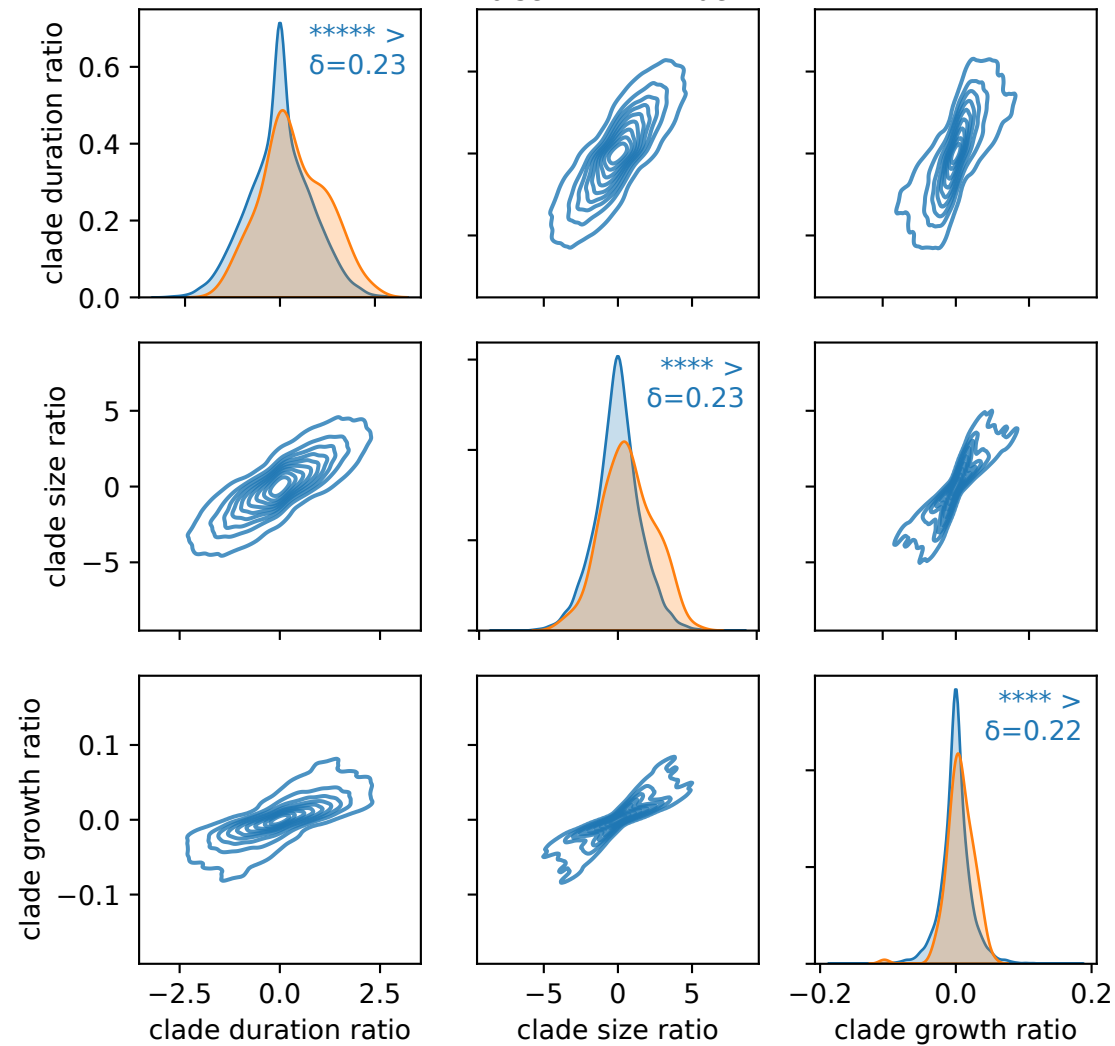 ***** >
δ=0.23
clade duration ratio
0.6
0.4
0.2
0.0
**** >
δ=0.23
clade size ratio
5
0
−5
**** >
δ=0.22
clade growth ratio
0.1
0.0
−0.1
−2.5 0.0 2.5
−5 0 5
−0.2 0.0 0.2
clade duration ratio
clade size ratio
clade growth ratio